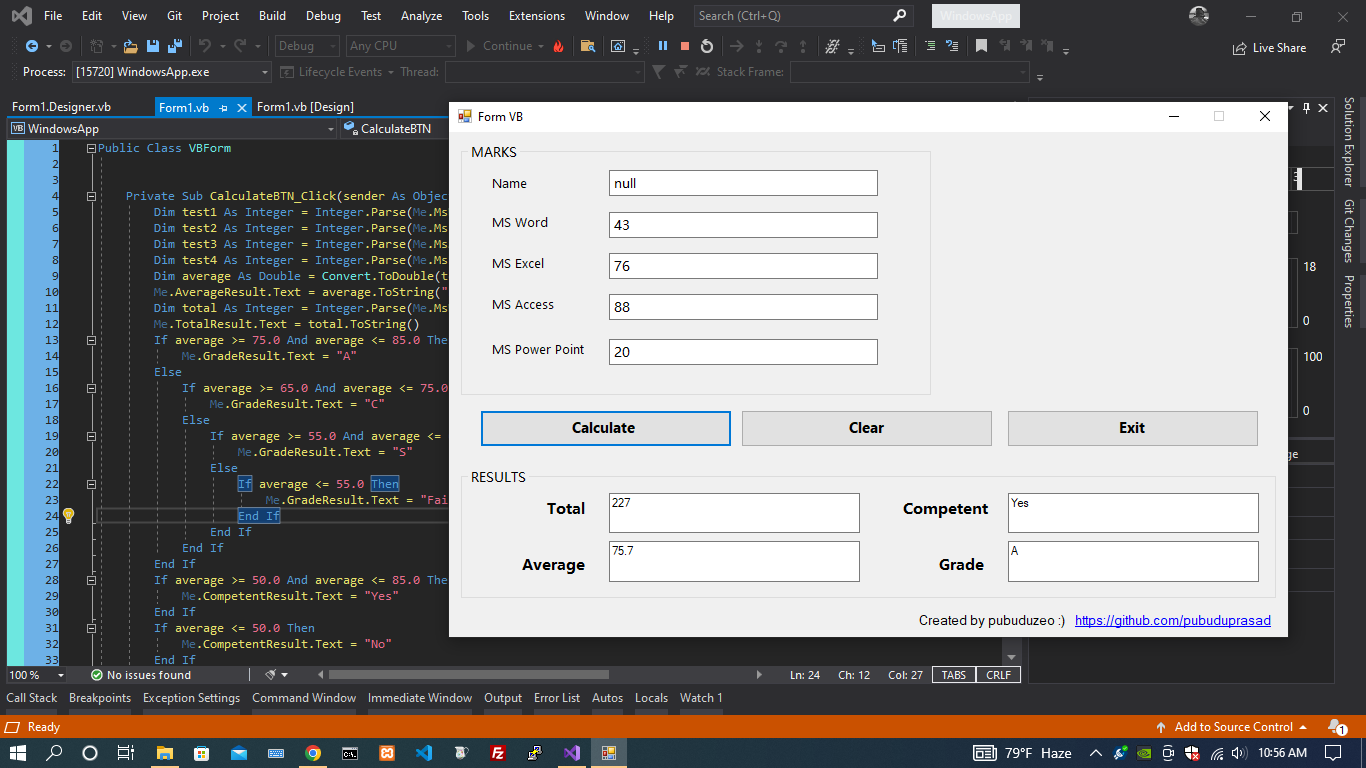 File Edit View Git Project Build Debug Test Analyze Tools Extensions Window Help Search (Ctrl+Q) WindowsApp
Debug Any CPU Continue Live Share
Process: [15720] WindowsApp.exe Lifecycle Events Thread: Stack Frame:
Form1.Designer.vb Form1.vb Form1.vb [Design]
VB WindowsApp CalculateBTN
1 Public Class VBForm
2
3
4 Private Sub CalculateBTN_Click(sender As Objec
5 Dim test1 As Integer = Integer.Parse(Me.Ms
6 Dim test2 As Integer = Integer.Parse(Me.Ms
7 Dim test3 As Integer = Integer.Parse(Me.Ms
8 Dim test4 As Integer = Integer.Parse(Me.Ms
9 Dim average As Double = Convert.ToDouble(t
10 Me.AverageResult.Text = average.ToString("
11 Dim total As Integer = Integer.Parse(Me.Ms
12 Me.TotalResult.Text = total.ToString()
13 If average >= 75.0 And average <= 85.0 The
14 Me.GradeResult.Text = "A"
15 Else
16 If average >= 65.0 And average <= 75.0
17 Me.GradeResult.Text = "C"
18 Else
19 If average >= 55.0 And average <=
20 Me.GradeResult.Text = "S"
21 Else
22 If average <= 55.0 Then
23 Me.GradeResult.Text = "Fai
24 End If
25 End If
26 End If
27 End If
28 If average >= 50.0 And average <= 85.0 The
29 Me.CompetentResult.Text = "Yes"
30 End If
31 If average <= 50.0 Then
32 Me.CompetentResult.Text = "No"
33 End If
Form VB
MARKS
Name null
MS Word 43
MS Excel 76
MS Access 88
MS Power Point 20
Calculate Clear Exit
RESULTS
Total 227 Competent Yes
Average 75.7 Grade A
Created by pubuduzeo :) https://github.com/pubuduprasad
18
0
100
0
ge
Solution Explorer
Git Changes
Properties
100 % No issues found Ln: 24 Ch: 12 Col: 27 TABS CRLF
Call Stack Breakpoints Exception Settings Command Window Immediate Window Output Error List Autos Locals Watch 1
Ready Add to Source Control 1
79°F Haze 10:56 AM